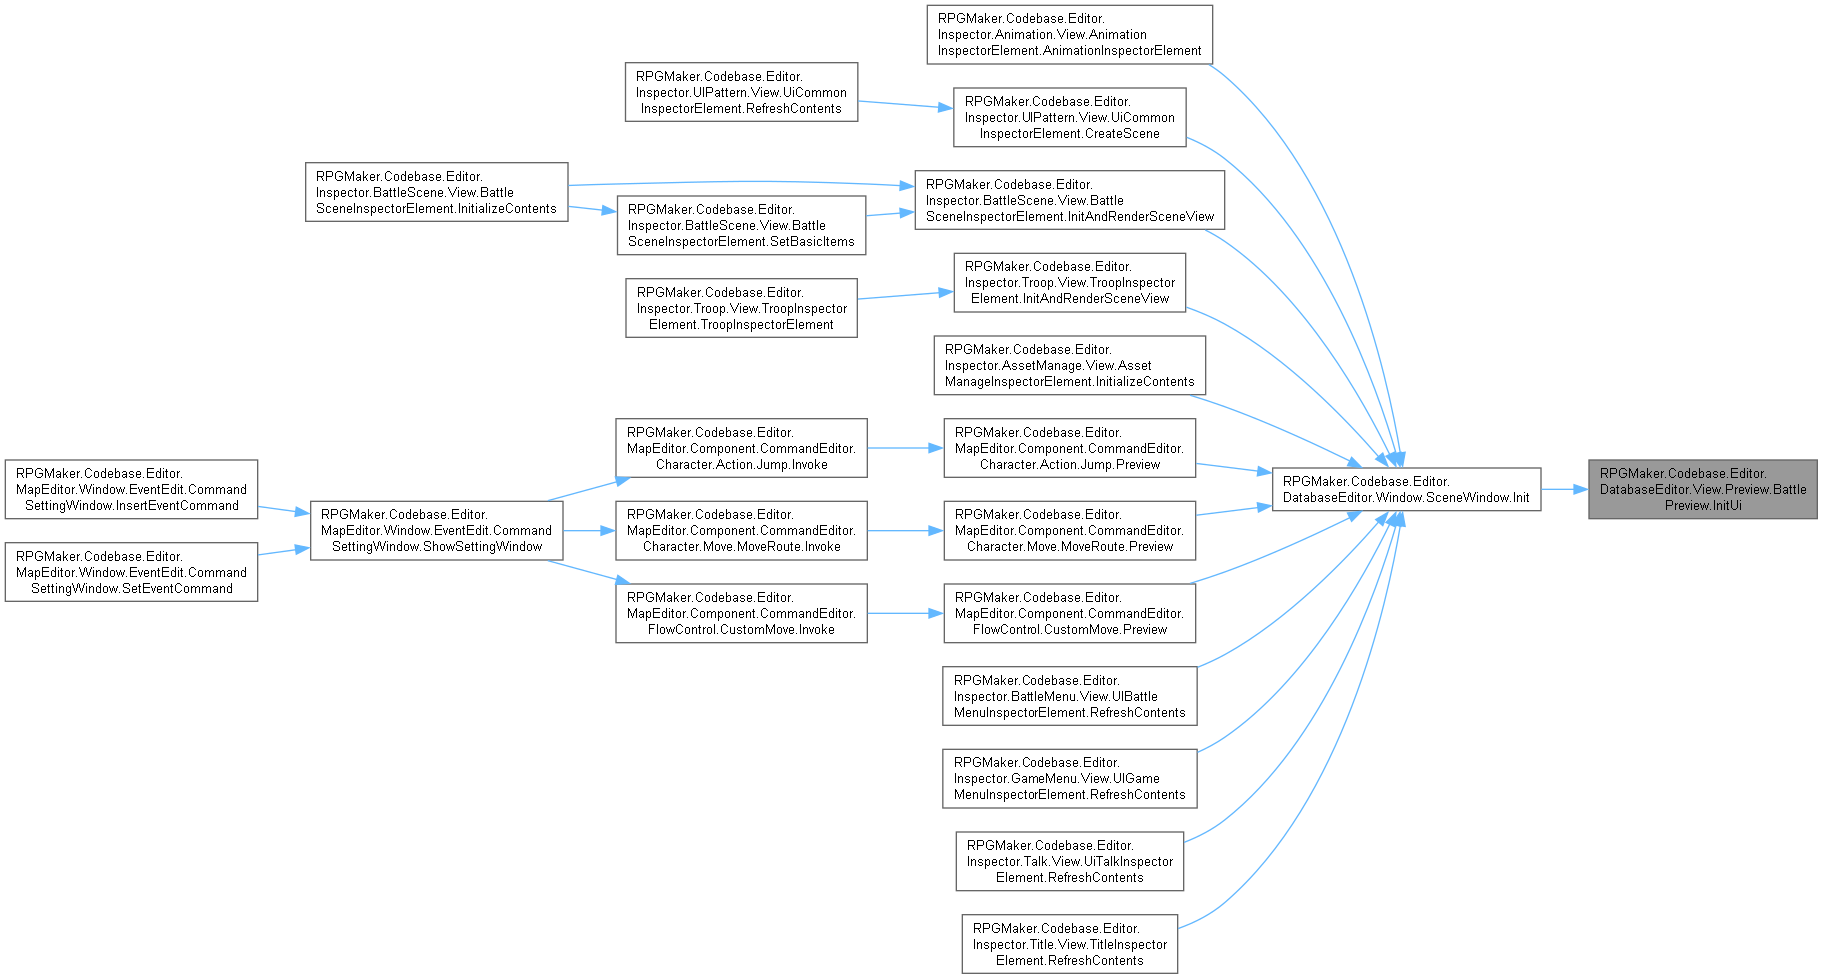 RPGMaker.Codebase.Editor.
Inspector.Animation.View.Animation
InspectorElement.AnimationInspectorElement
RPGMaker.Codebase.Editor.
Inspector.UIPattern.View.UiCommon
InspectorElement.RefreshContents
RPGMaker.Codebase.Editor.
Inspector.UIPattern.View.UiCommon
InspectorElement.CreateScene
RPGMaker.Codebase.Editor.
Inspector.BattleScene.View.Battle
SceneInspectorElement.InitializeContents
RPGMaker.Codebase.Editor.
Inspector.BattleScene.View.Battle
SceneInspectorElement.SetBasicItems
RPGMaker.Codebase.Editor.
Inspector.BattleScene.View.Battle
SceneInspectorElement.InitAndRenderSceneView
RPGMaker.Codebase.Editor.
Inspector.Troop.View.TroopInspector
Element.TroopInspectorElement
RPGMaker.Codebase.Editor.
Inspector.Troop.View.TroopInspector
Element.InitAndRenderSceneView
RPGMaker.Codebase.Editor.
Inspector.AssetManage.View.Asset
ManageInspectorElement.InitializeContents
RPGMaker.Codebase.Editor.
MapEditor.Window.EventEdit.Command
SettingWindow.InsertEventCommand
RPGMaker.Codebase.Editor.
MapEditor.Window.EventEdit.Command
SettingWindow.SetEventCommand
RPGMaker.Codebase.Editor.
MapEditor.Window.EventEdit.Command
SettingWindow.ShowSettingWindow
RPGMaker.Codebase.Editor.
MapEditor.Component.CommandEditor.
Character.Action.Jump.Invoke
RPGMaker.Codebase.Editor.
MapEditor.Component.CommandEditor.
Character.Action.Jump.Preview
RPGMaker.Codebase.Editor.
MapEditor.Component.CommandEditor.
Character.Move.MoveRoute.Invoke
RPGMaker.Codebase.Editor.
MapEditor.Component.CommandEditor.
Character.Move.MoveRoute.Preview
RPGMaker.Codebase.Editor.
MapEditor.Component.CommandEditor.
FlowControl.CustomMove.Invoke
RPGMaker.Codebase.Editor.
MapEditor.Component.CommandEditor.
FlowControl.CustomMove.Preview
RPGMaker.Codebase.Editor.
DatabaseEditor.Window.SceneWindow.Init
RPGMaker.Codebase.Editor.
DatabaseEditor.View.Preview.Battle
Preview.InitUi
RPGMaker.Codebase.Editor.
Inspector.BattleMenu.View.UIBattle
MenuInspectorElement.RefreshContents
RPGMaker.Codebase.Editor.
Inspector.GameMenu.View.UIGame
MenuInspectorElement.RefreshContents
RPGMaker.Codebase.Editor.
Inspector.Talk.View.UiTalkInspector
Element.RefreshContents
RPGMaker.Codebase.Editor.
Inspector.Title.View.TitleInspector
Element.RefreshContents